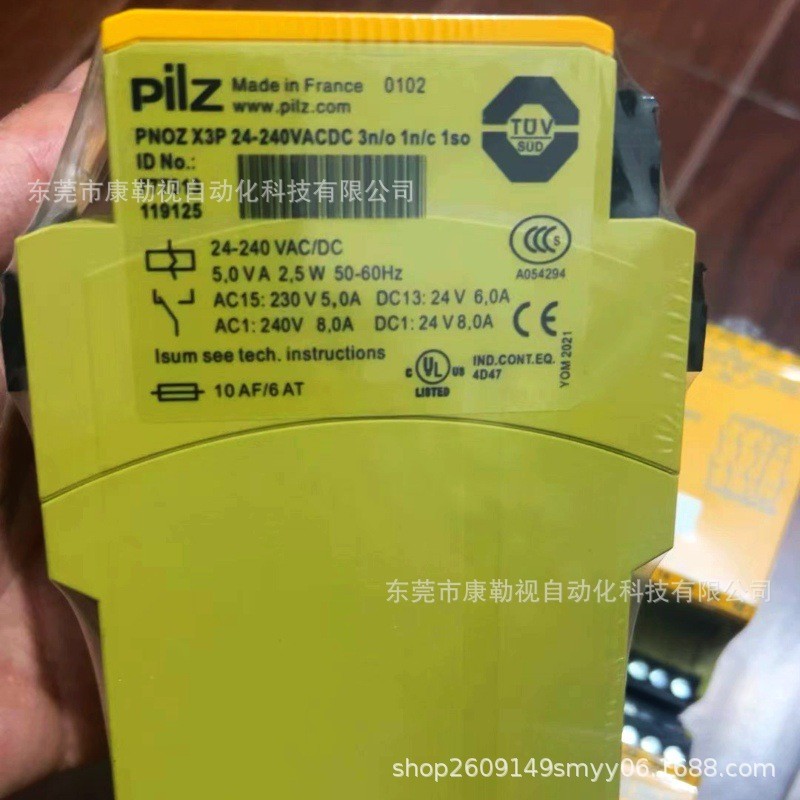 pilz Made in France 0102
www.pilz.com
PNOZ X3P 24-240VACDC 3n/o 1n/c 1so
ID No.:
119125
TÜV
SÜD
东莞市康勒视自动化科技有限公司
CCC S
A054294
24-240 VAC/DC
5,0 VA 2,5 W 50-60Hz
AC15: 230 V 5,0A DC13: 24 V 6,0A
AC1: 240V 8,0A DC1: 24 V 8,0A
CE
YOM 2021
Isum see tech. instructions
C UL US
LISTED
IND.CONT.EQ.
4D47
10 AF/6 AT
东莞市康勒视自动化科技有限公司
shop2609149smyy06.1688.com